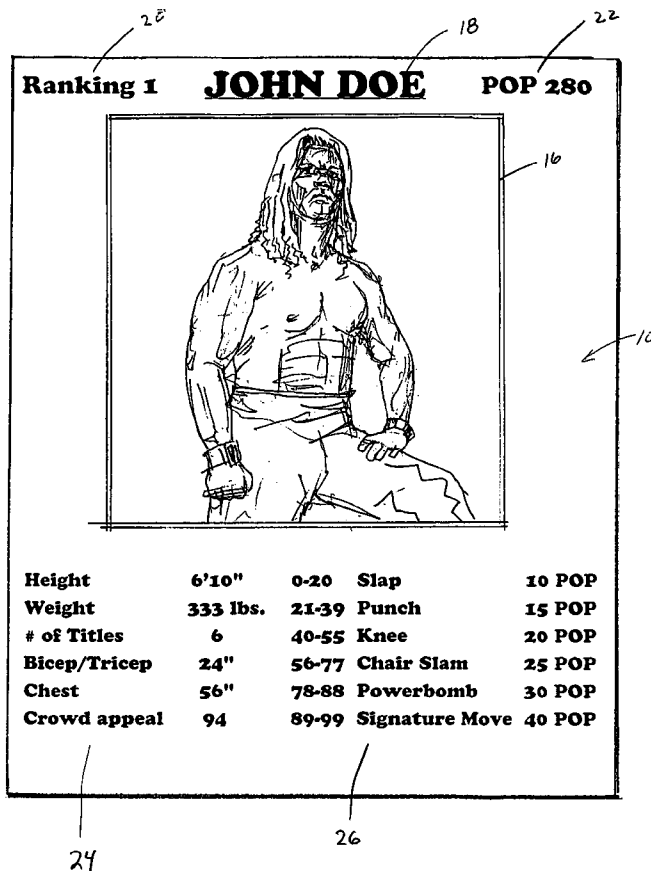 18 22
Ranking 1 JOHN DOE POP 280
16
10
Height 6'10" 0-20 Slap 10 POP
Weight 333 lbs. 21-39 Punch 15 POP
# of Titles 6 40-55 Knee 20 POP
Bicep/Tricep 24" 56-77 Chair Slam 25 POP
Chest 56" 78-88 Powerbomb 30 POP
Crowd appeal 94 89-99 Signature Move 40 POP
26
24